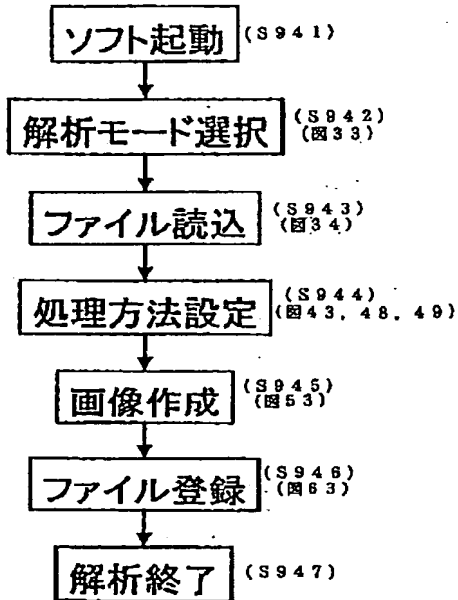 ソフト起動 (S941)
解析モード選択 (S942)
(図33)
ファイル読込 (S943)
(図34)
処理方法設定 (S944)
(図43, 48, 49)
画像作成 (S945)
(図53)
ファイル登録 (S946)
(図63)
解析終了 (S947)